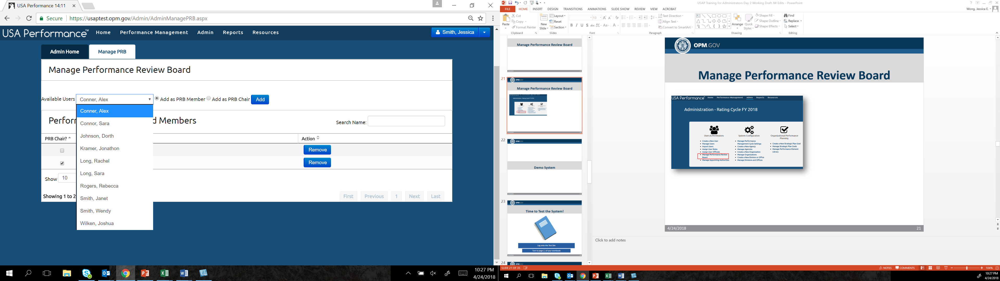 USA Performance 14:11
Secure | https://usaptest.opm.gov/Admin/AdminManagePRB.aspx
USA Performance™ Home Performance Management Admin Reports Resources Smith, Jessica
Admin Home Manage PRB
Manage Performance Review Board
Available Users Conner, Alex Add as PRB Member Add as PRB Chair Add
Conner, Alex
Connor, Sara
Johnson, Dorth
Kramer, Jonathon
Long, Rachel
Long, Sara
Rogers, Rebecca
Smith, Janet
Smith, Wendy
Wilken, Joshua
Perfor d Members
Search Name:
PRB Chair? Action
Remove
Remove
Show 10
Showing 1 to 2
First Previous 1 Next Last
10:27 PM
4/24/2018
USAP Training for Administrators Day 2 Working Draft JW Edits - PowerPoint
FILE HOME INSERT DESIGN TRANSITIONS ANIMATIONS SLIDE SHOW REVIEW VIEW ACROBAT
Wong, Jessica E.
Paste
Cut
Copy
Format Painter
Clipboard
New Slide
Layout
Reset
Section
Slides
13
Font
Text Direction
Align Text
Convert to SmartArt
Paragraph
Arrange
Quick Styles
Shape Fill
Shape Outline
Shape Effects
Drawing
Find
Replace
Select
Editing
Manage Performance Review Board
21
Manage Performance Review Board
22
Demo System
23
Time to Test the System!
Log onto the Test Site
Turn to page [ ] of your workbook
24
OPM.GOV
Manage Performance Review Board
USA Performance™ Home Performance Management Admin Reports Resources
Administration - Rating Cycle FY 2018
Users & Permissions
Create a New User
Manage Users
Import Users
Assign User Roles
Assign User Officials
Manage Performance Review
Board
Manage Appointing Authorities
System Configuration
Manage Performance
Management Cycle Settings
Create a New Agency
Manage Agencies
Create a New Organization
Manage Organizations
Create a New Division or Office
Manage Divisions and Offices
Organizational Performance
Planning
Create a New Strategic Plan Goal
Manage Strategic Plan Goals
Manage Performance Element
Library
4/24/2018 21
Click to add notes
SLIDE 21 OF 35
NOTES COMMENTS 104%
10:27 PM
4/24/2018